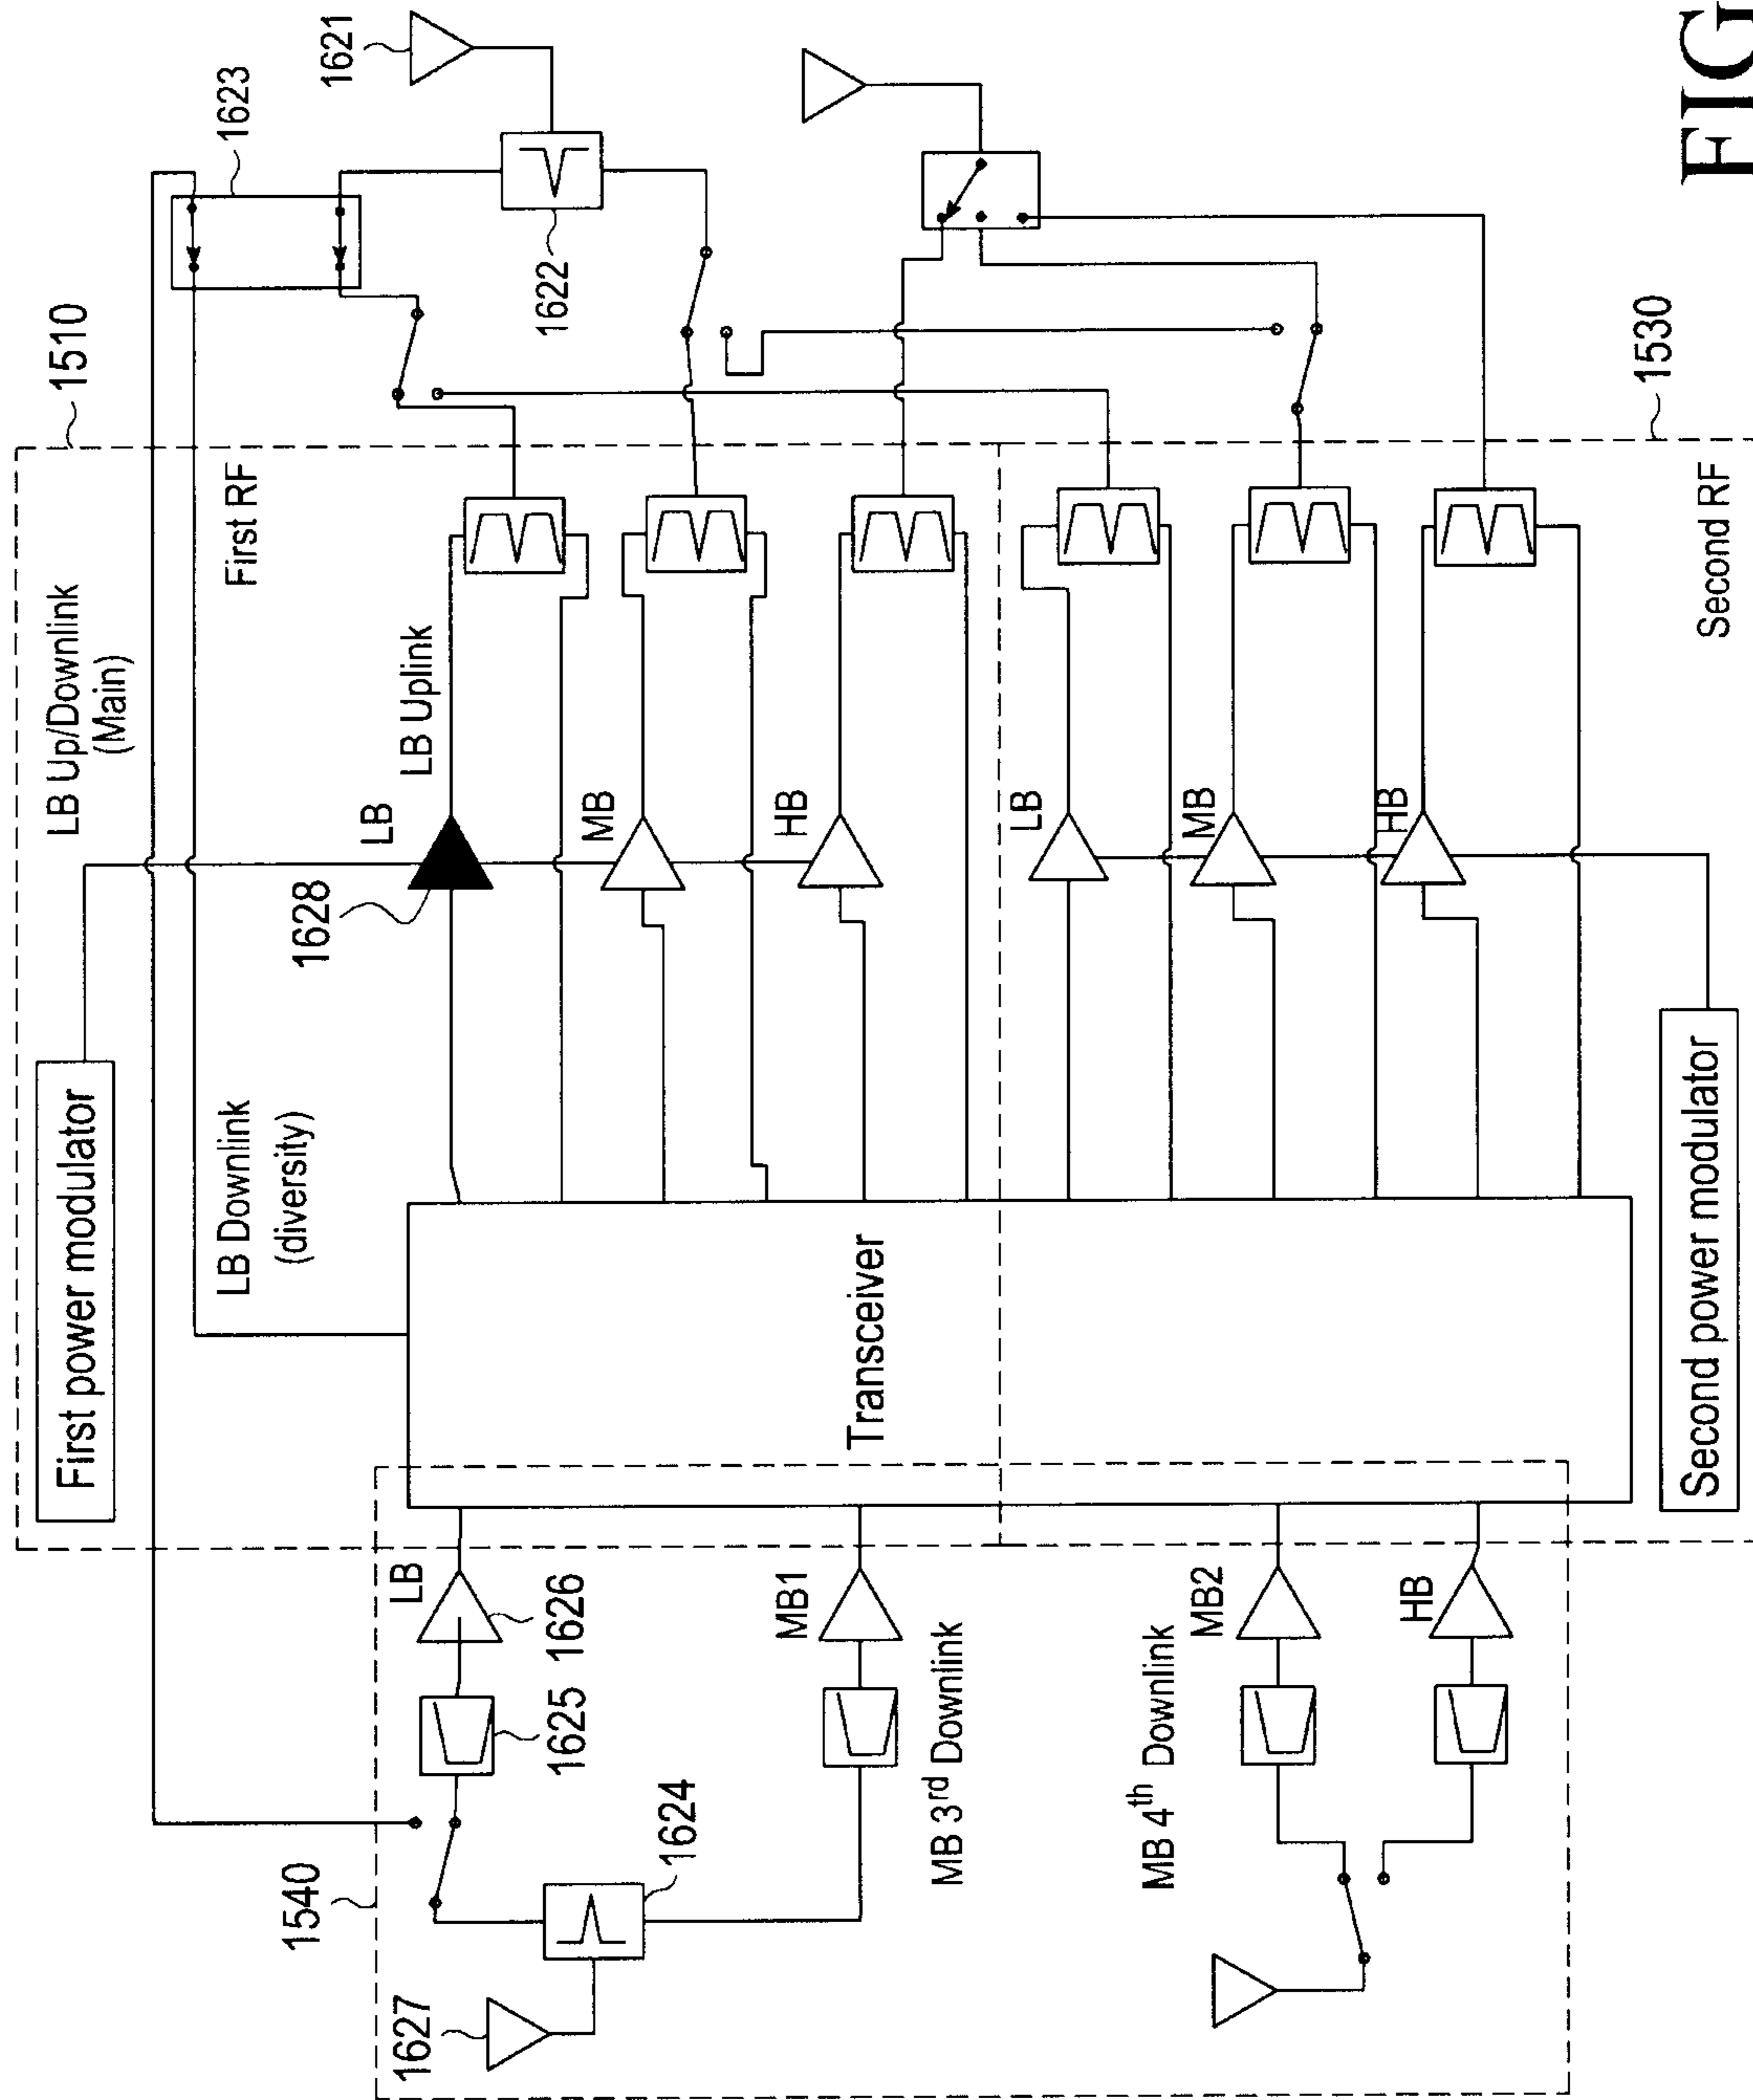 FIG
1510
1530
1540
1621
1622
1623
First RF
Second RF
LB Up/Downlink
(Main)
LB Uplink
LB
MB
HB
1628
LB
MB
HB
First power modulator
Second power modulator
LB Downlink
(diversity)
Transceiver
LB
1626
1625
MB1
MB 3rd Downlink
MB2
MB 4th Downlink
HB
1624
1627